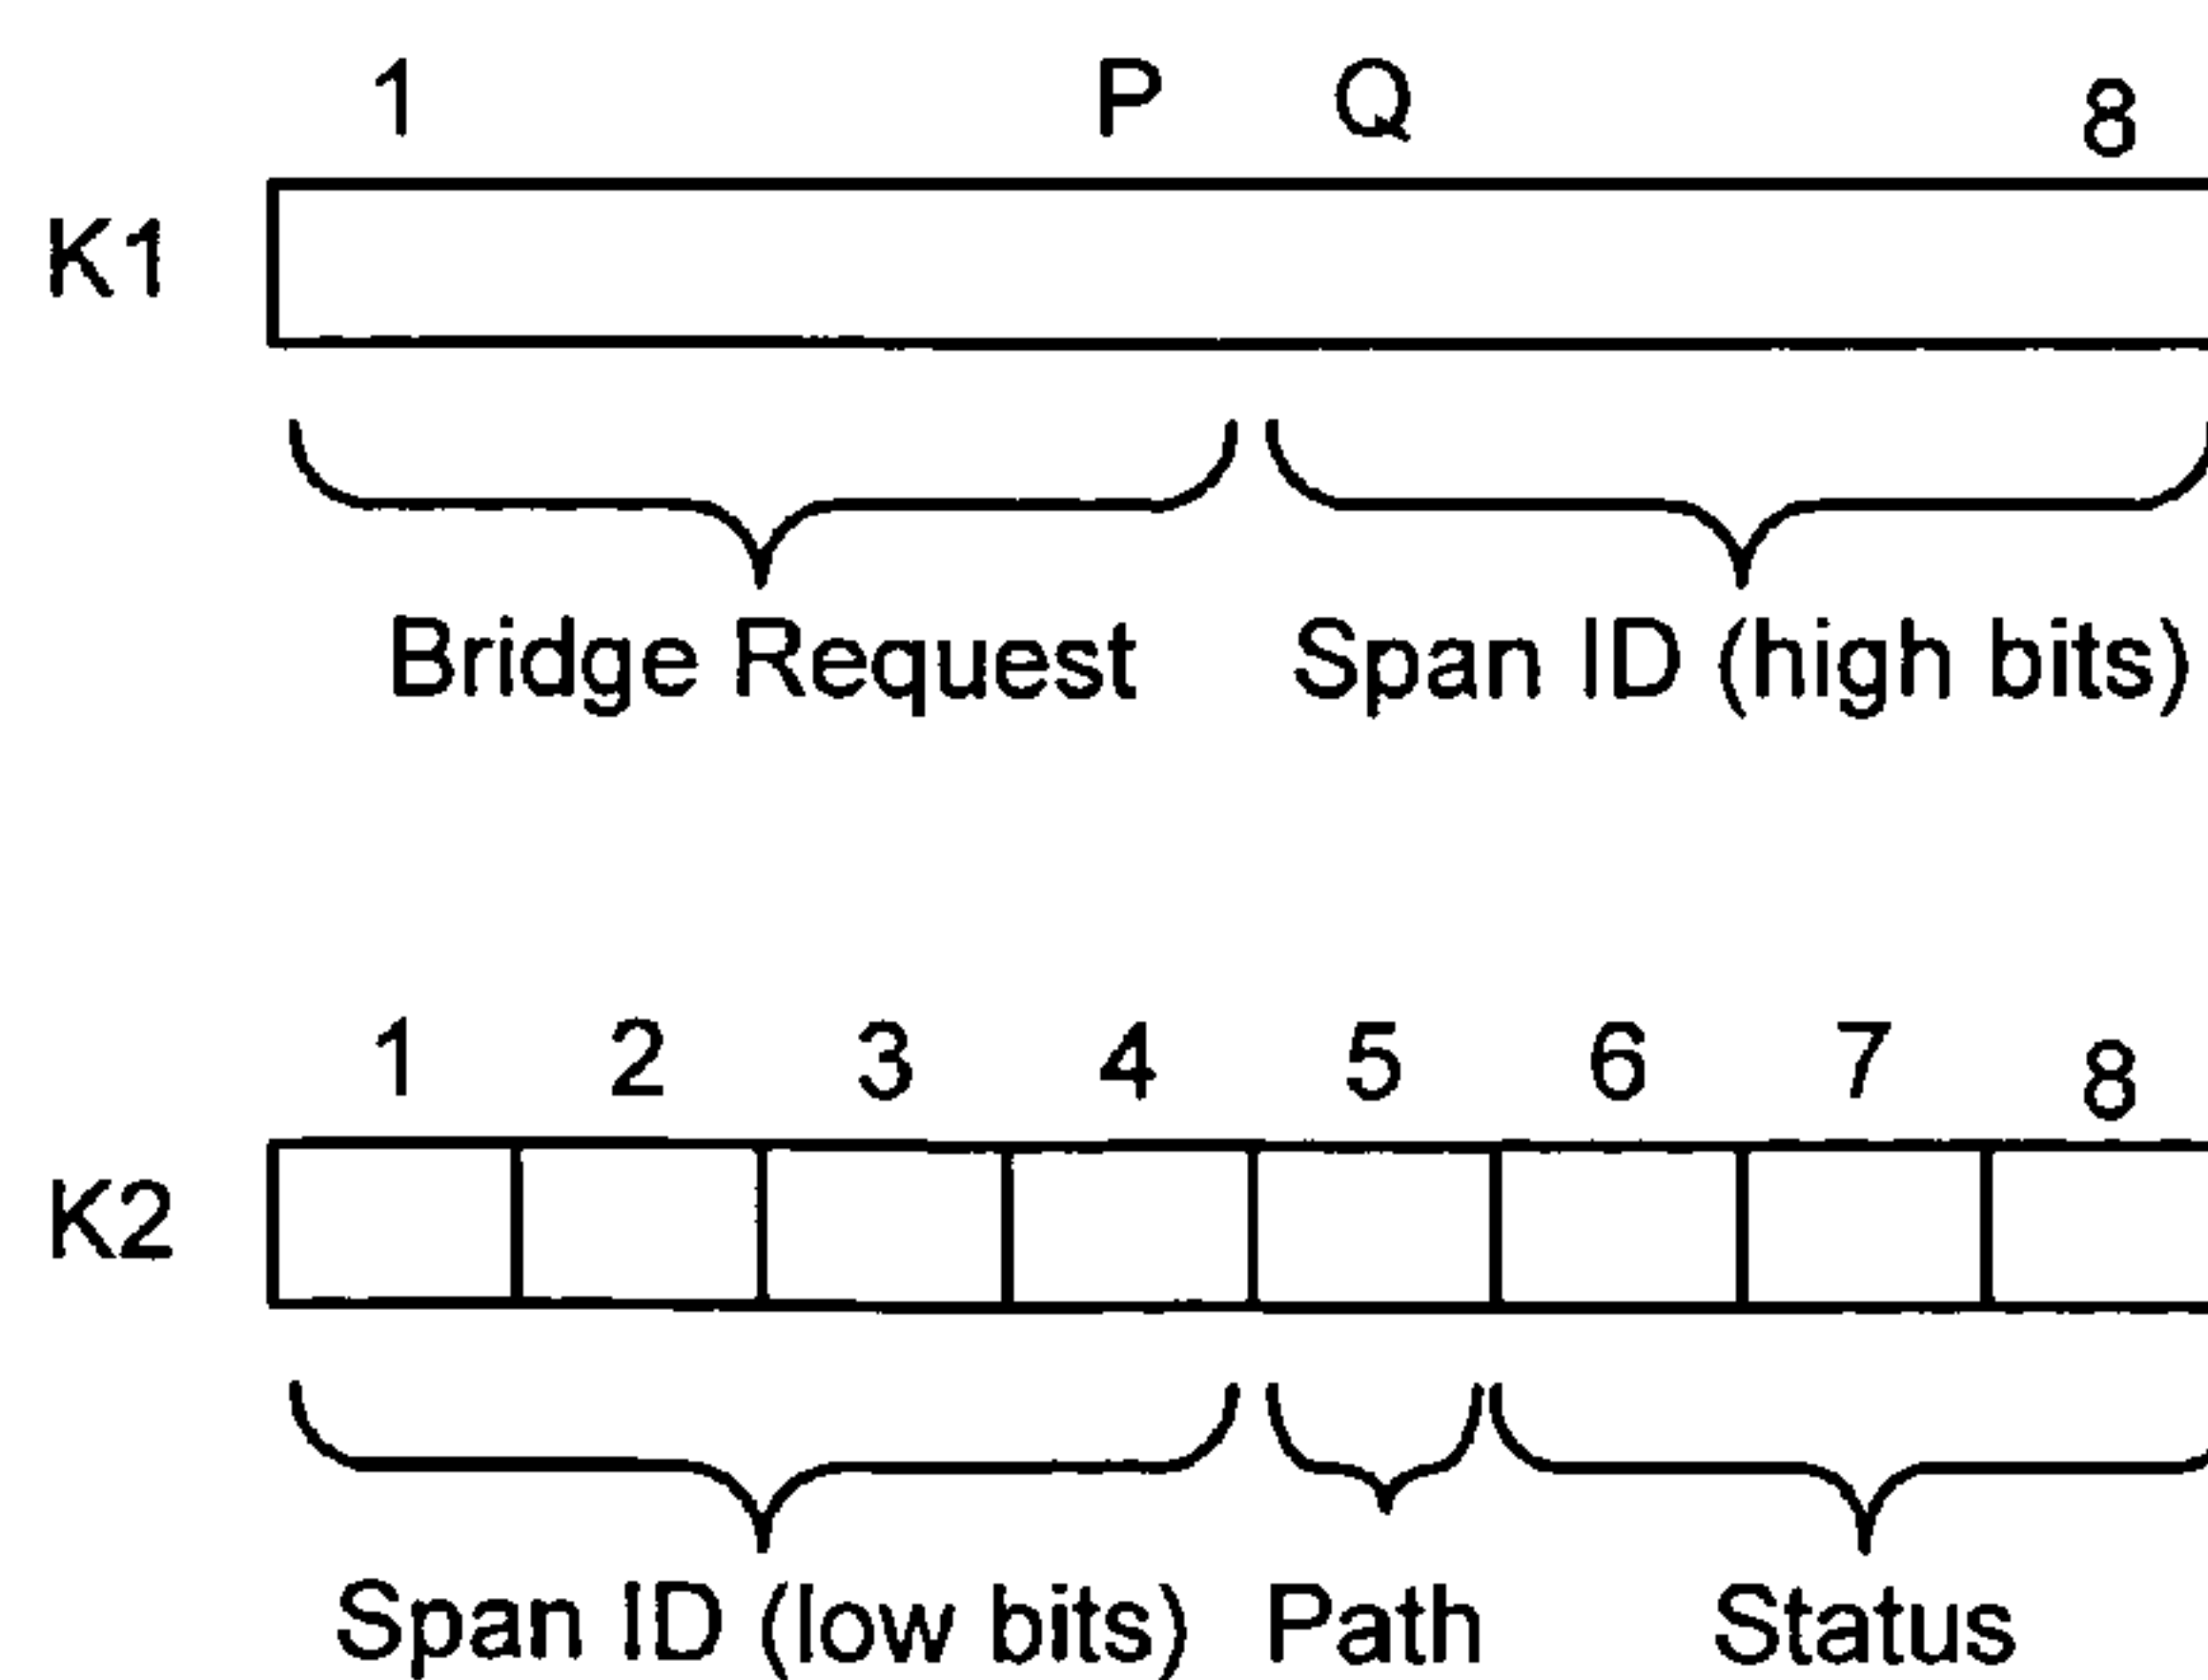 1 P Q 8
K1
Bridge Request Span ID (high bits)
1 2 3 4 5 6 7 8
K2
Span ID (low bits) Path Status